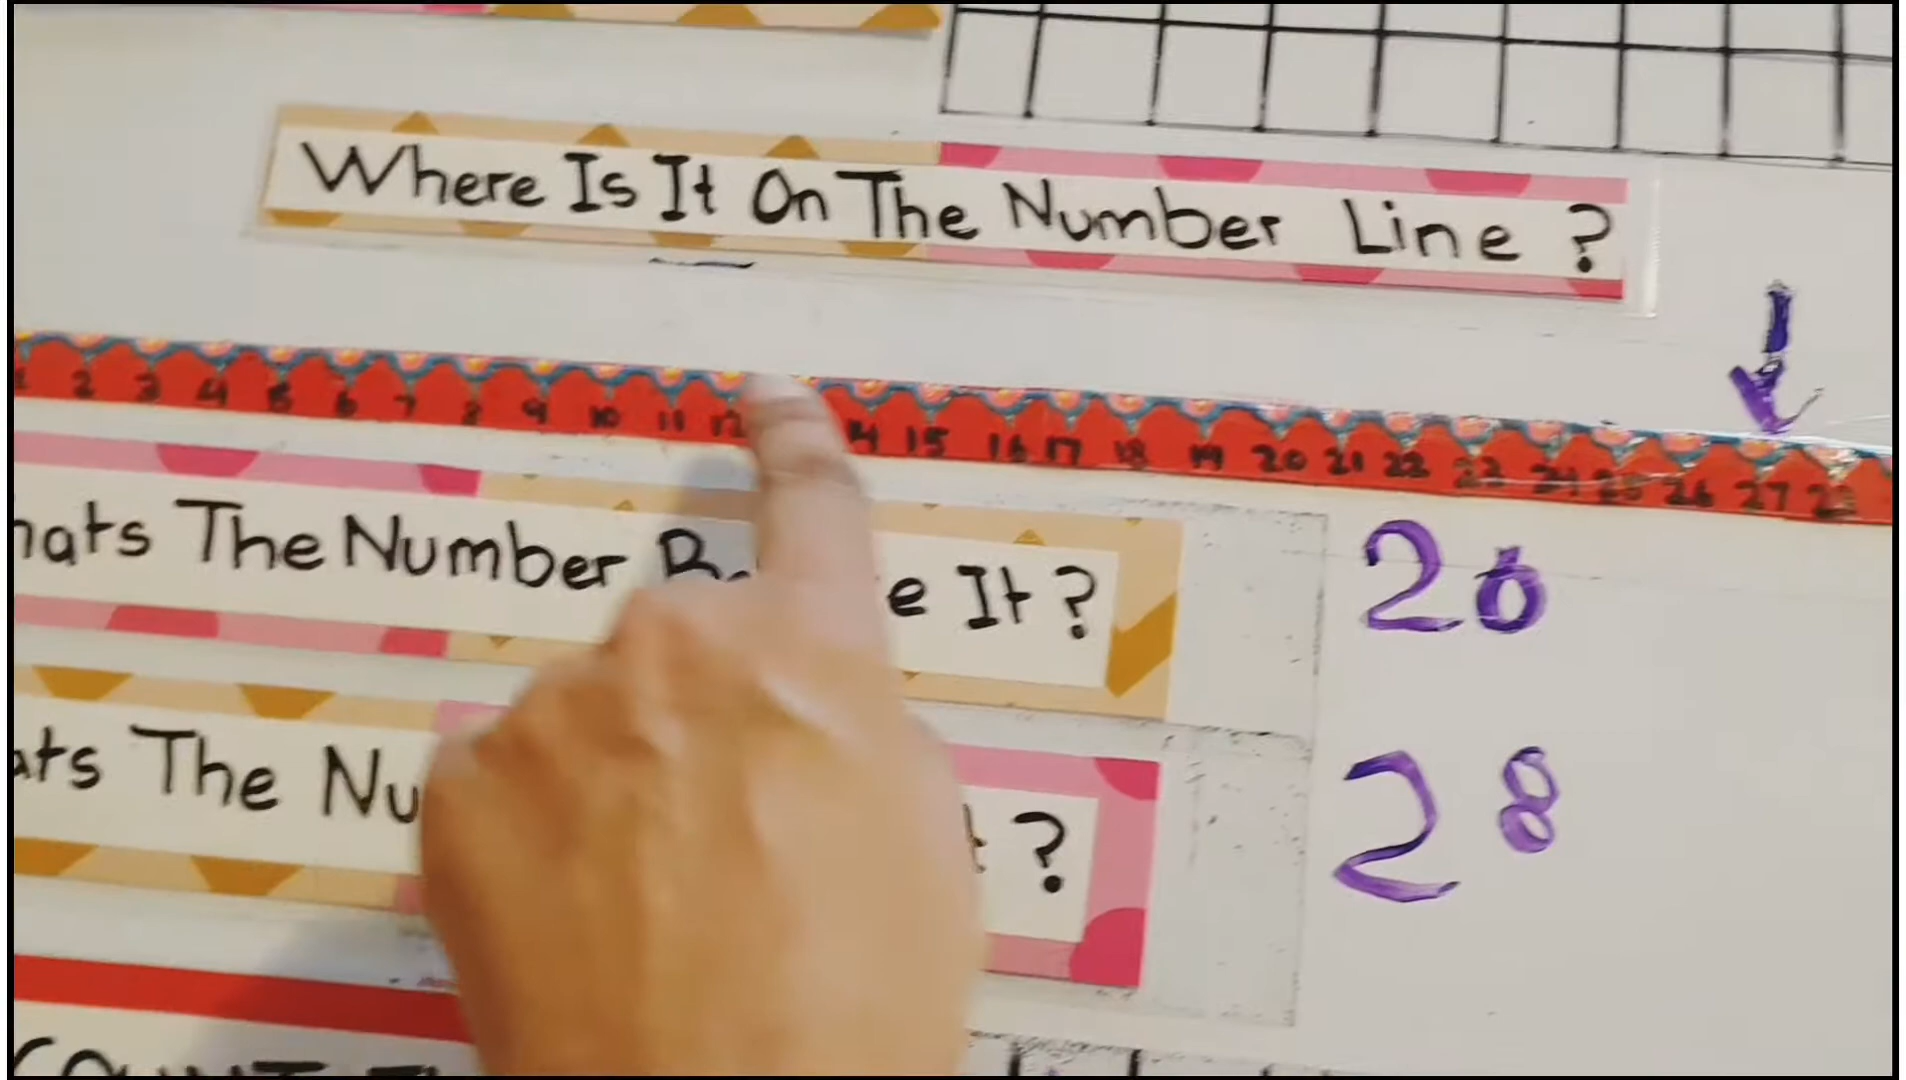 Where Is It On The Number Line ?
2 3 4 5 6 7 8 9 10 11 12 14 15 16 17 18 19 20 21 22 23 24 25 26 27 28
hats The Number e It ?
26
ats The Nu ?
28
COUNT